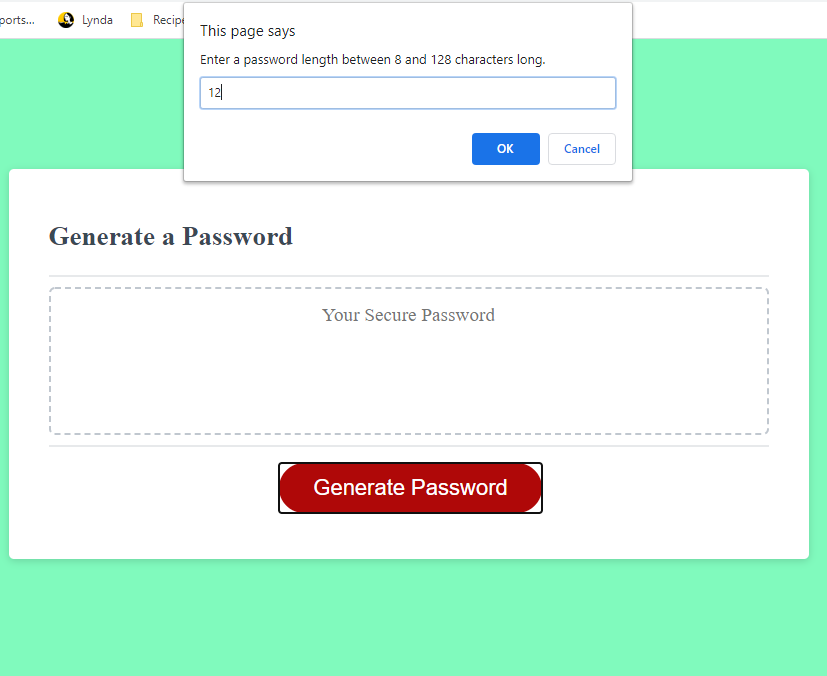 ports... Lynda Recipe
This page says
Enter a password length between 8 and 128 characters long.
12
OK Cancel
Generate a Password
Your Secure Password
Generate Password